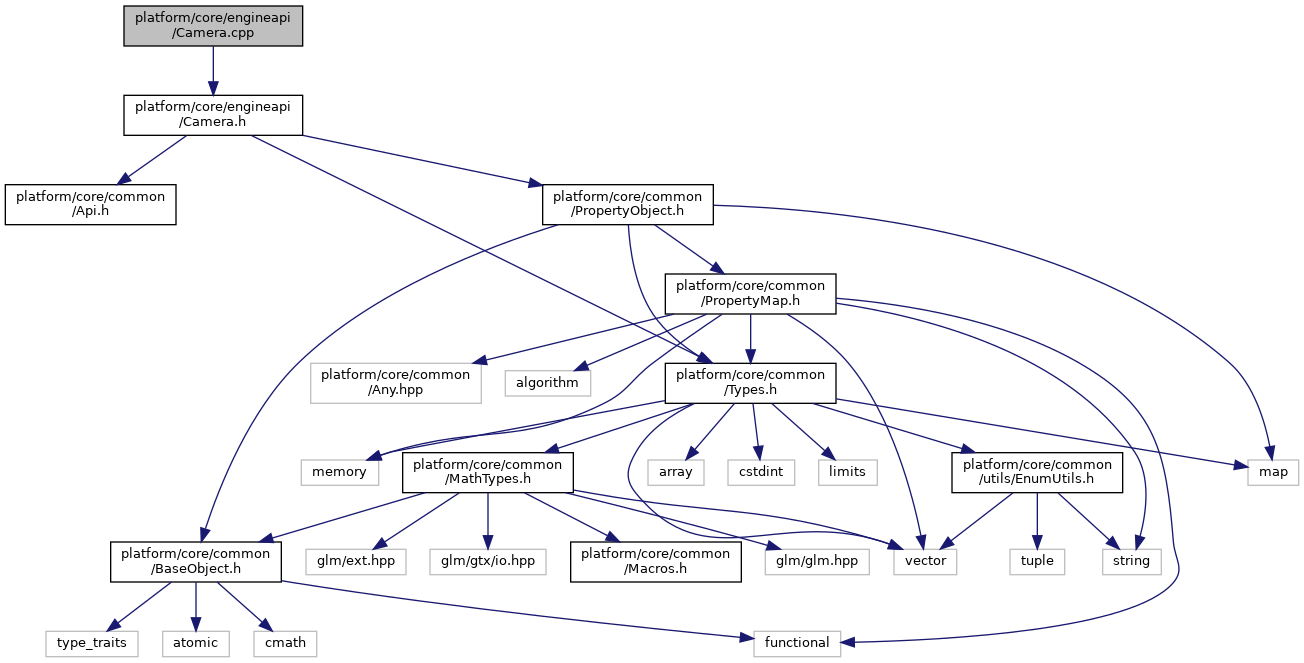 platform/core/engineapi
/Camera.cpp
platform/core/engineapi
/Camera.h
platform/core/common
/Api.h
platform/core/common
/PropertyObject.h
platform/core/common
/PropertyMap.h
platform/core/common
/Any.hpp
algorithm
platform/core/common
/Types.h
memory
platform/core/common
/MathTypes.h
array
cstdint
limits
platform/core/common
/utils/EnumUtils.h
map
platform/core/common
/BaseObject.h
glm/ext.hpp
glm/gtx/io.hpp
platform/core/common
/Macros.h
glm/glm.hpp
vector
tuple
string
type_traits
atomic
cmath
functional